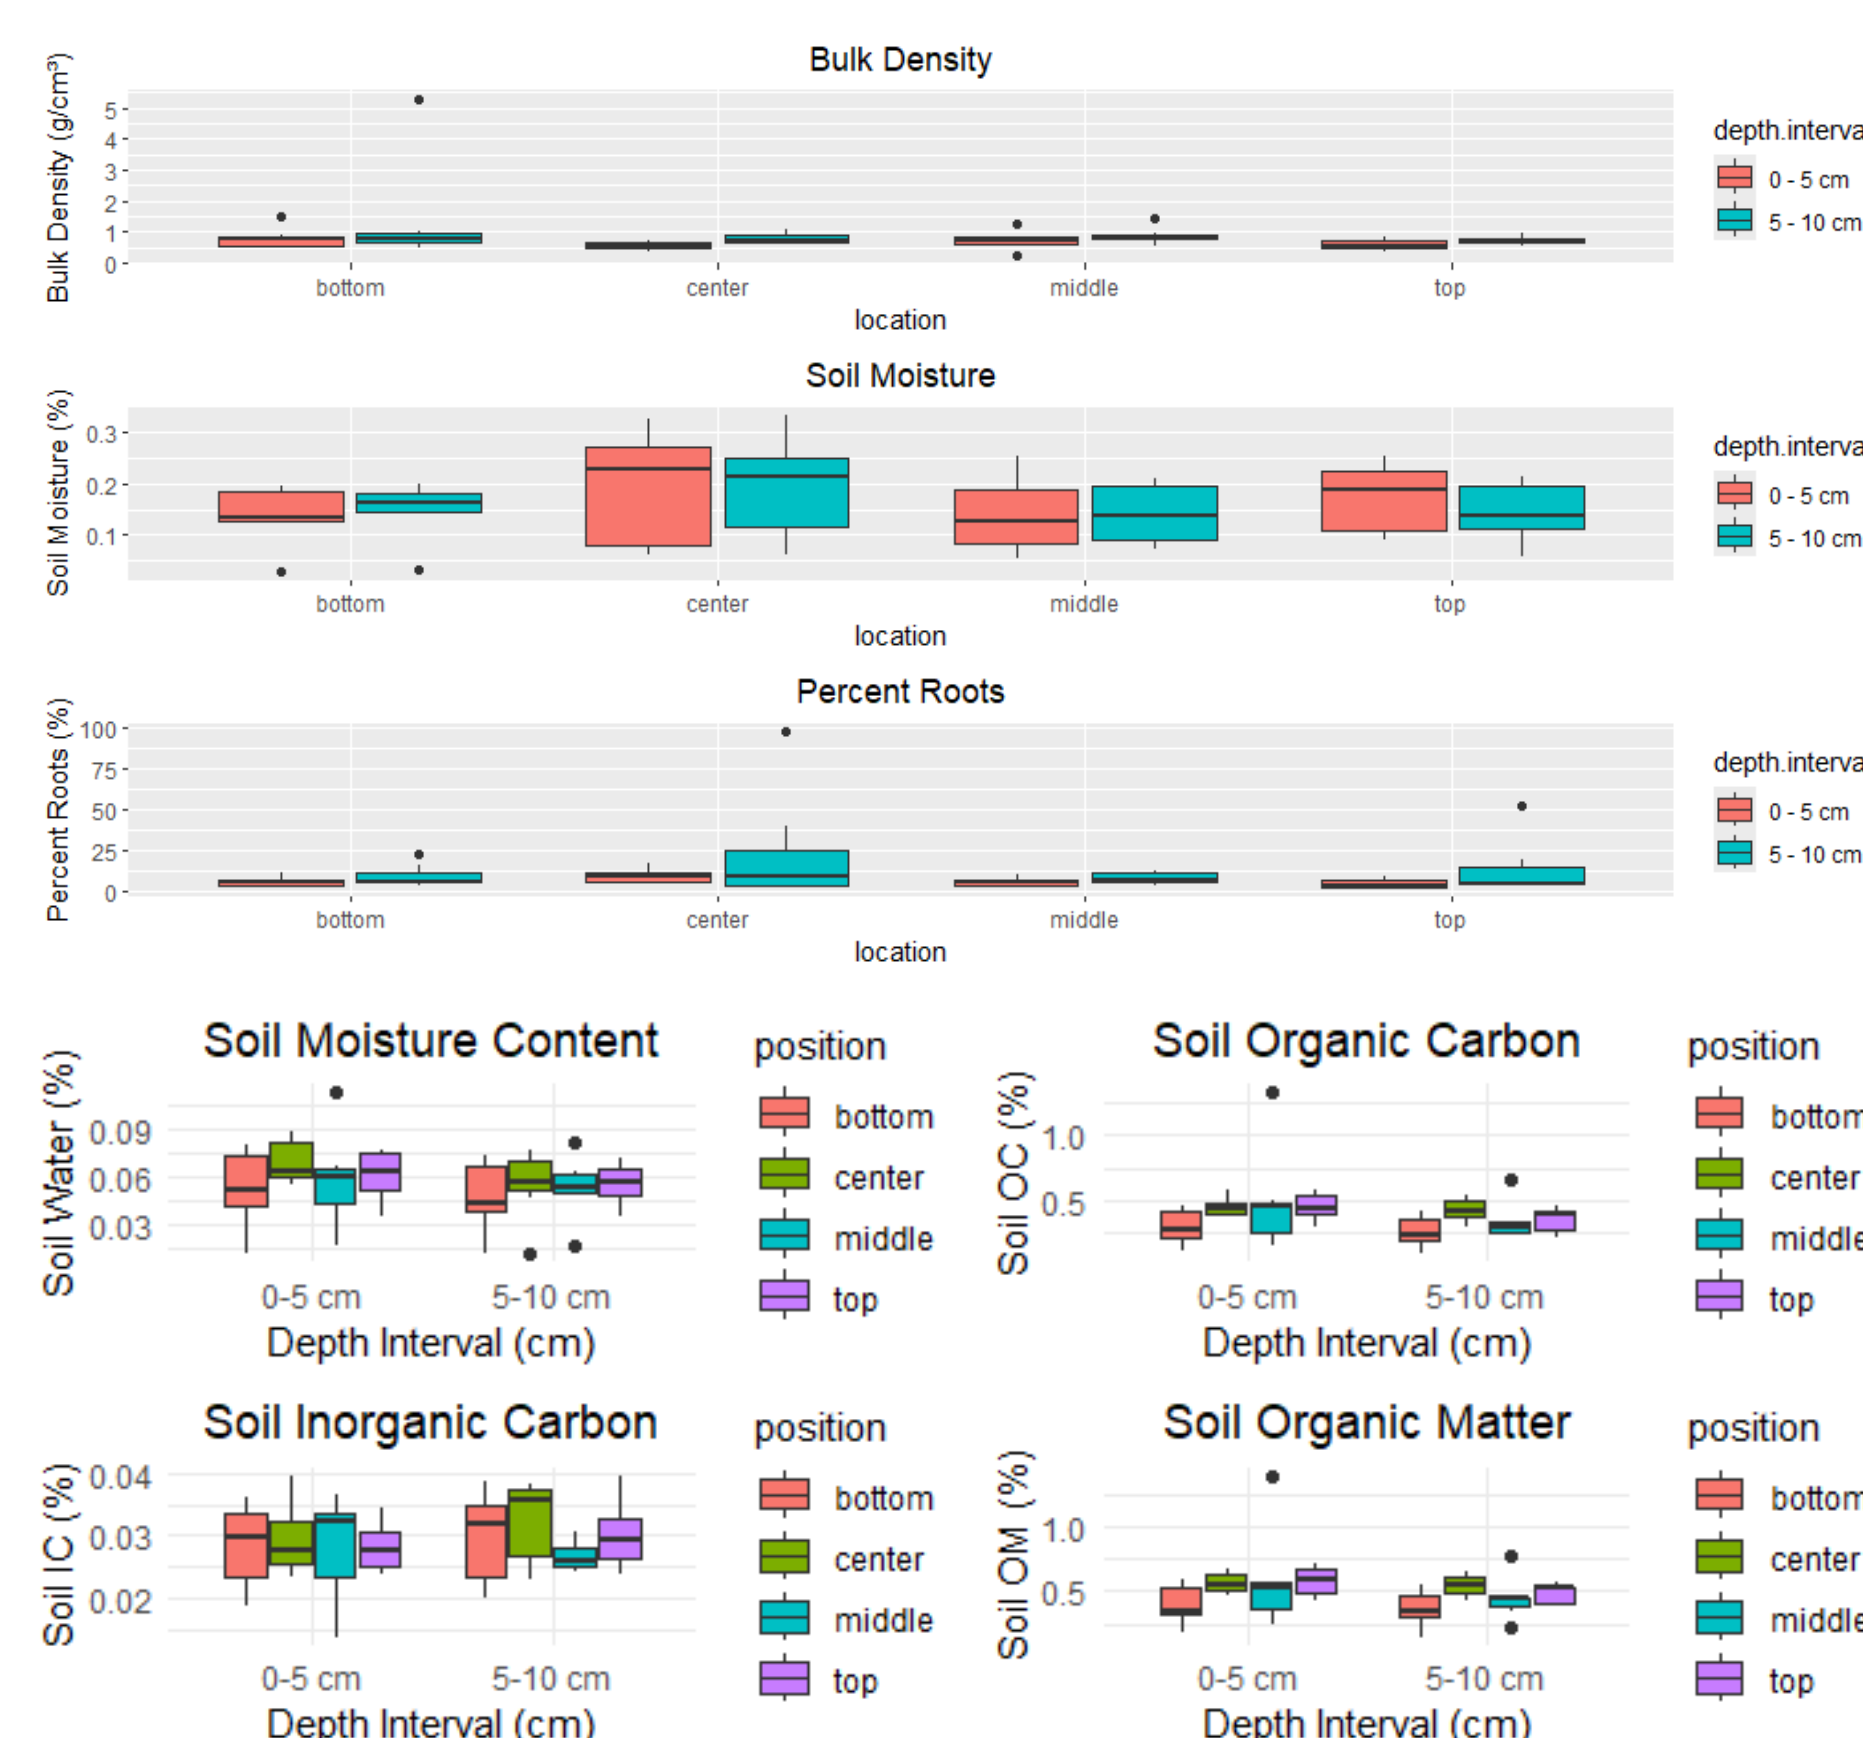 Bulk Density
Bulk Density (g/cm³)
5
4
3
2
1
0
bottom center middle top
location
depth.interva
0 - 5 cm
5 - 10 cm
Soil Moisture
Soil Moisture (%)
0.3
0.2
0.1
bottom center middle top
location
depth.interva
0 - 5 cm
5 - 10 cm
Percent Roots
Percent Roots (%)
100
75
50
25
0
bottom center middle top
location
depth.interva
0 - 5 cm
5 - 10 cm
Soil Moisture Content
Soil Water (%)
0.09
0.06
0.03
0-5 cm 5-10 cm
Depth Interval (cm)
position
bottom
center
middle
top
Soil Organic Carbon
Soil OC (%)
1.0
0.5
0-5 cm 5-10 cm
Depth Interval (cm)
position
bottom
center
middle
top
Soil Inorganic Carbon
Soil IC (%)
0.04
0.03
0.02
0-5 cm 5-10 cm
Depth Interval (cm)
position
bottom
center
middle
top
Soil Organic Matter
Soil OM (%)
1.0
0.5
0-5 cm 5-10 cm
Depth Interval (cm)
position
bottom
center
middle
top